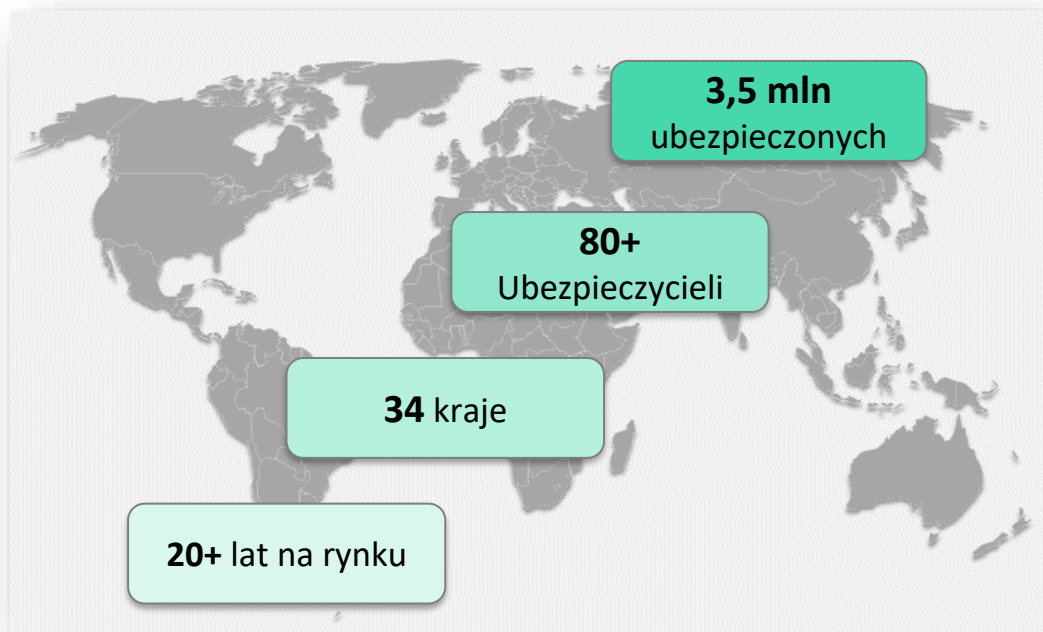 3,5 mln
ubezpieczonych
80+
Ubezpieczycieli
34 kraje
20+ lat na rynku